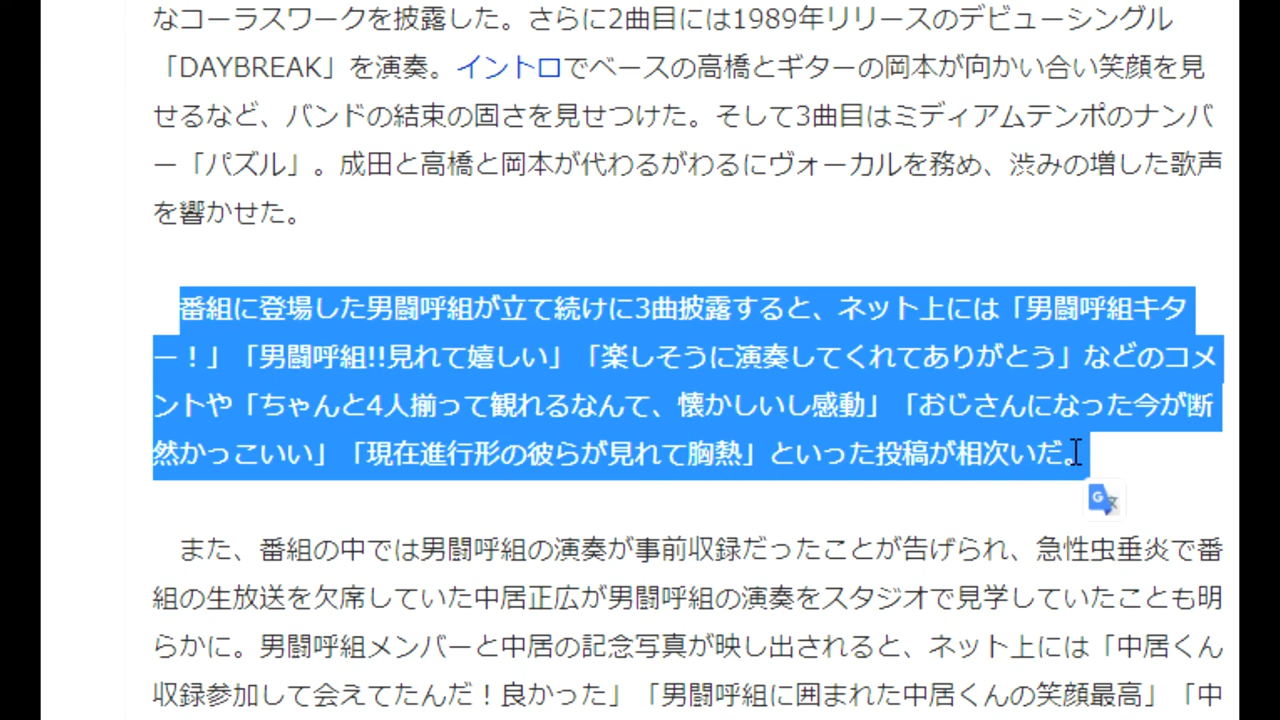 なコーラスワークを披露した。さらに2曲目には1989年リリースのデビューシングル
「DAYBREAK」を演奏。イントロでベースの高橋とギターの岡本が向かい合い笑顔を見
せるなど、バンドの結束の固さを見せつけた。そして3曲目はミディアムテンポのナンバ
ー「パズル」。成田と高橋と岡本が代わるがわるにヴォーカルを務め、渋みの増した歌声
を響かせた。
番組に登場した男闘呼組が立て続けに3曲披露すると、ネット上には「男闘呼組キタ
ー！」「男闘呼組!!見れて嬉しい」「楽しそうに演奏してくれてありがとう」などのコメ
ントや「ちゃんと4人揃って観れるなんて、懐かしいし感動」「おじさんになった今が断
然かっこいい」「現在進行形の彼らが見れて胸熱」といった投稿が相次いだ。
また、番組の中では男闘呼組の演奏が事前収録だったことが告げられ、急性虫垂炎で番
組の生放送を欠席していた中居正広が男闘呼組の演奏をスタジオで見学していたことも明
らかに。男闘呼組メンバーと中居の記念写真が映し出されると、ネット上には「中居くん
収録参加して会えてたんだ！良かった」「男闘呼組に囲まれた中居くんの笑顔最高」「中